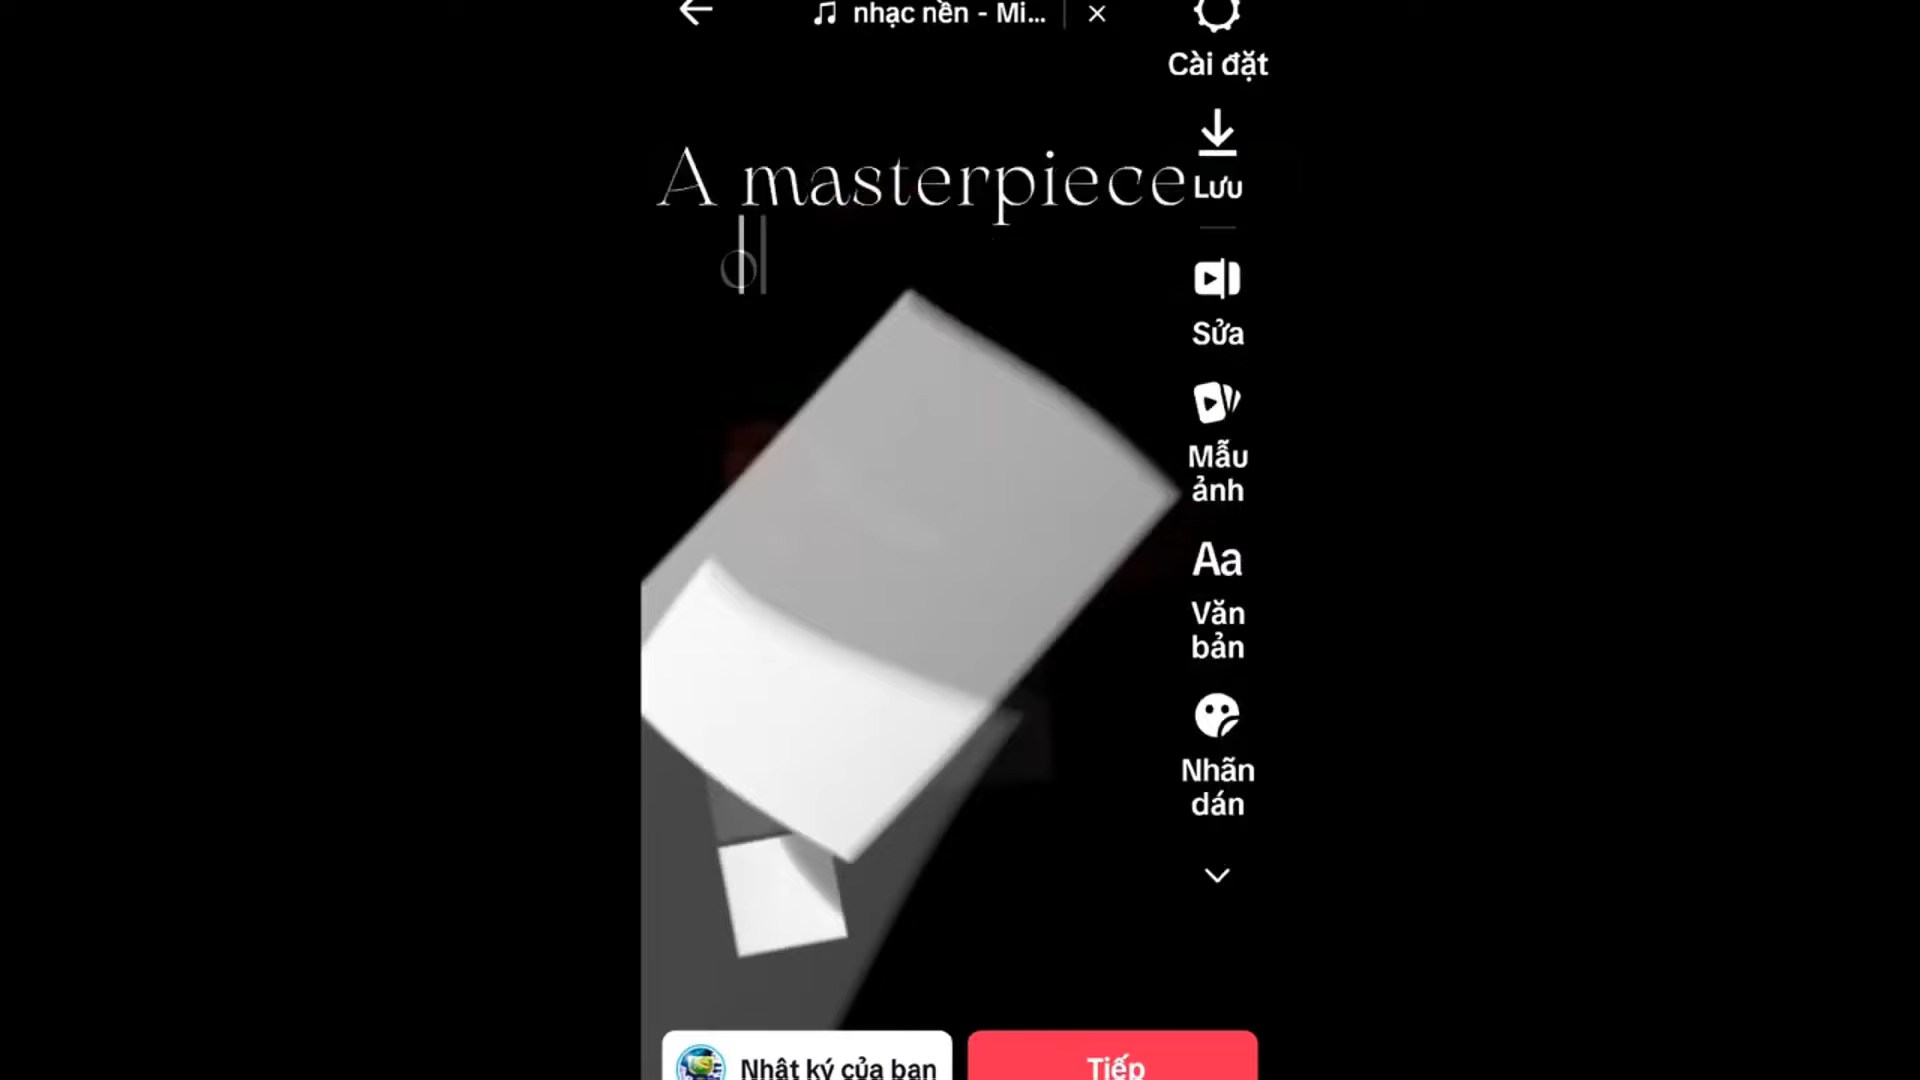 nhạc nền - Mi...
Cài đặt
A masterpiece
Lưu
Sửa
Mẫu
ảnh
Aa
Văn
bản
Nhãn
dán
Nhật ký của bạn
Tiếp